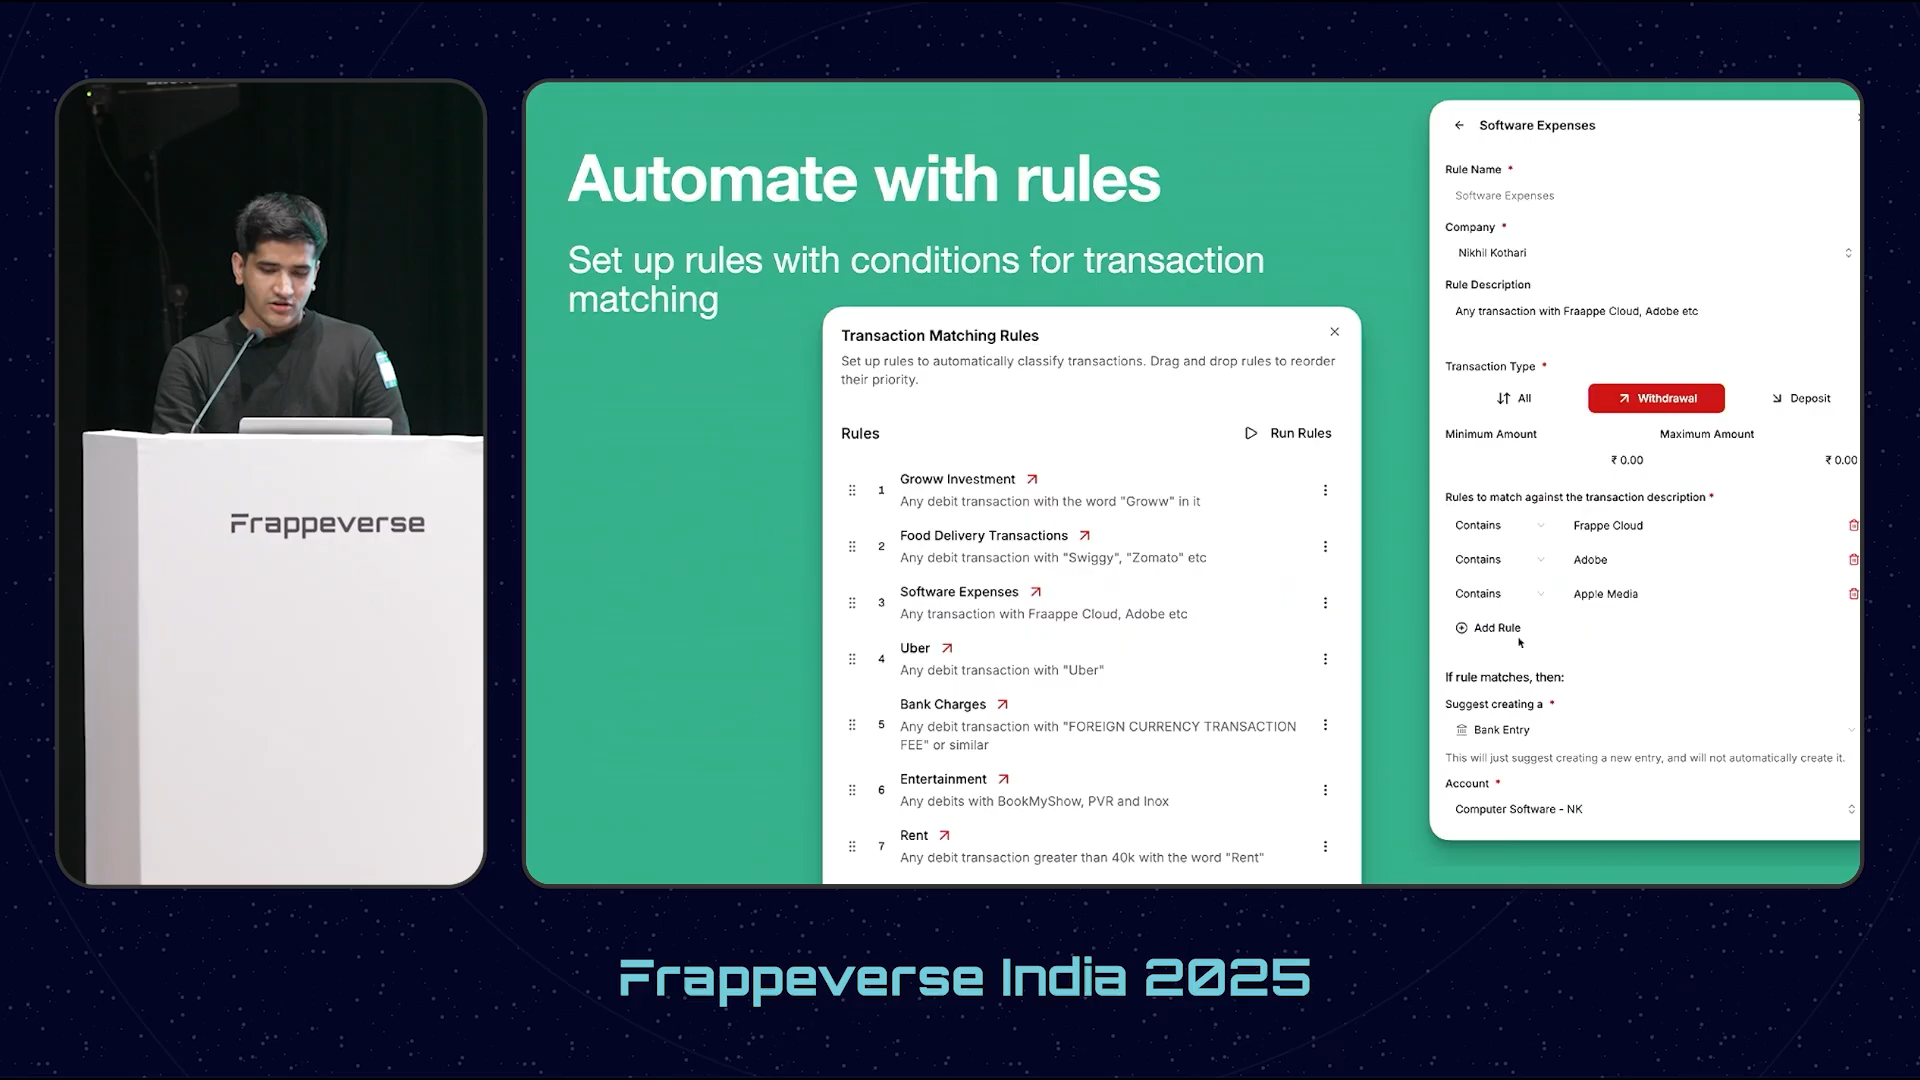 Frappeverse
Automate with rules
Set up rules with conditions for transaction
matching
Transaction Matching Rules
Set up rules to automatically classify transactions. Drag and drop rules to reorder
their priority.
Rules
Run Rules
1
Groww Investment
Any debit transaction with the word "Groww" in it
2
Food Delivery Transactions
Any debit transaction with "Swiggy", "Zomato" etc
3
Software Expenses
Any transaction with Fraappe Cloud, Adobe etc
4
Uber
Any debit transaction with "Uber"
5
Bank Charges
Any debit transaction with "FOREIGN CURRENCY TRANSACTION
FEE" or similar
6
Entertainment
Any debits with BookMyShow, PVR and Inox
7
Rent
Any debit transaction greater than 40k with the word "Rent"
Software Expenses
Rule Name *
Software Expenses
Company *
Nikhil Kothari
Rule Description
Any transaction with Fraappe Cloud, Adobe etc
Transaction Type *
All Withdrawal Deposit
Minimum Amount Maximum Amount
₹ 0.00 ₹ 0.00
Rules to match against the transaction description *
Contains Frappe Cloud
Contains Adobe
Contains Apple Media
Add Rule
If rule matches, then:
Suggest creating a *
Bank Entry
This will just suggest creating a new entry, and will not automatically create it.
Account *
Computer Software - NK
Frappeverse India 2025